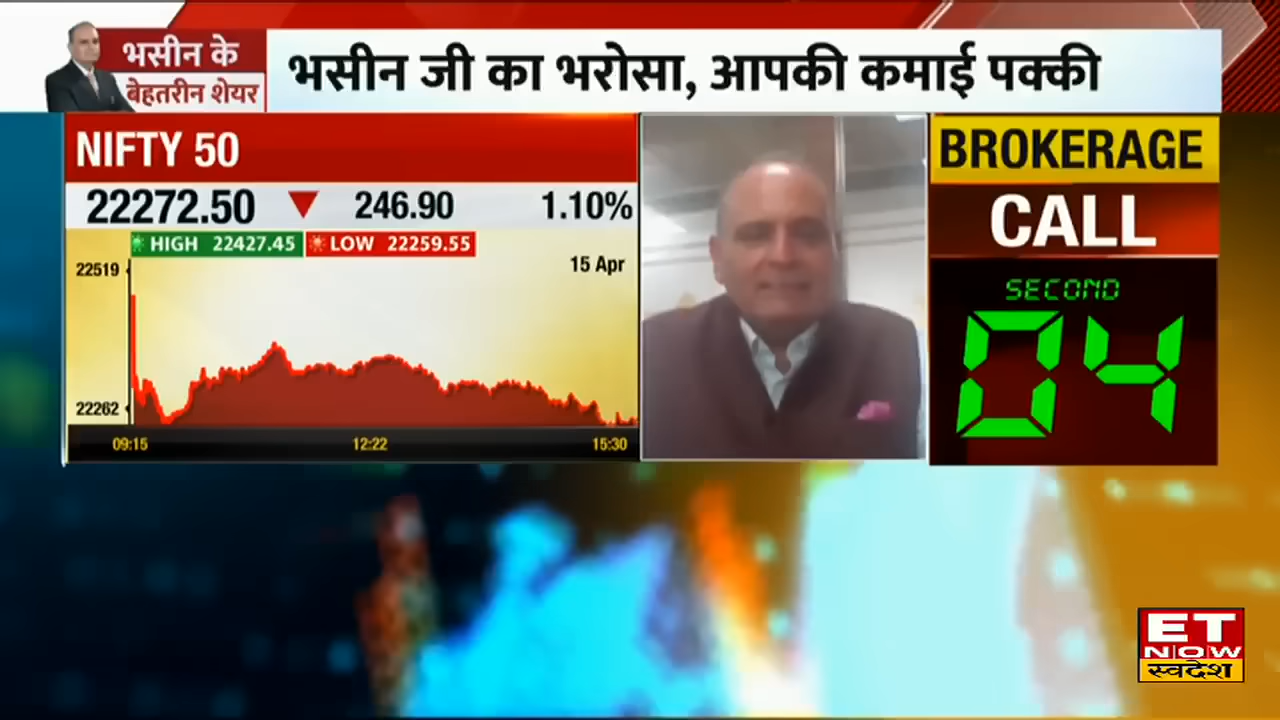 भसीन के
बेहतरीन शेयर
भसीन जी का भरोसा, आपकी कमाई पक्की
NIFTY 50
22272.50 ▼ 246.90 1.10%
HIGH 22427.45 LOW 22259.55
15 Apr
22519
22262
09:15 12:22 15:30
BROKERAGE
CALL
SECOND
04
ET
NOW
स्वदेश